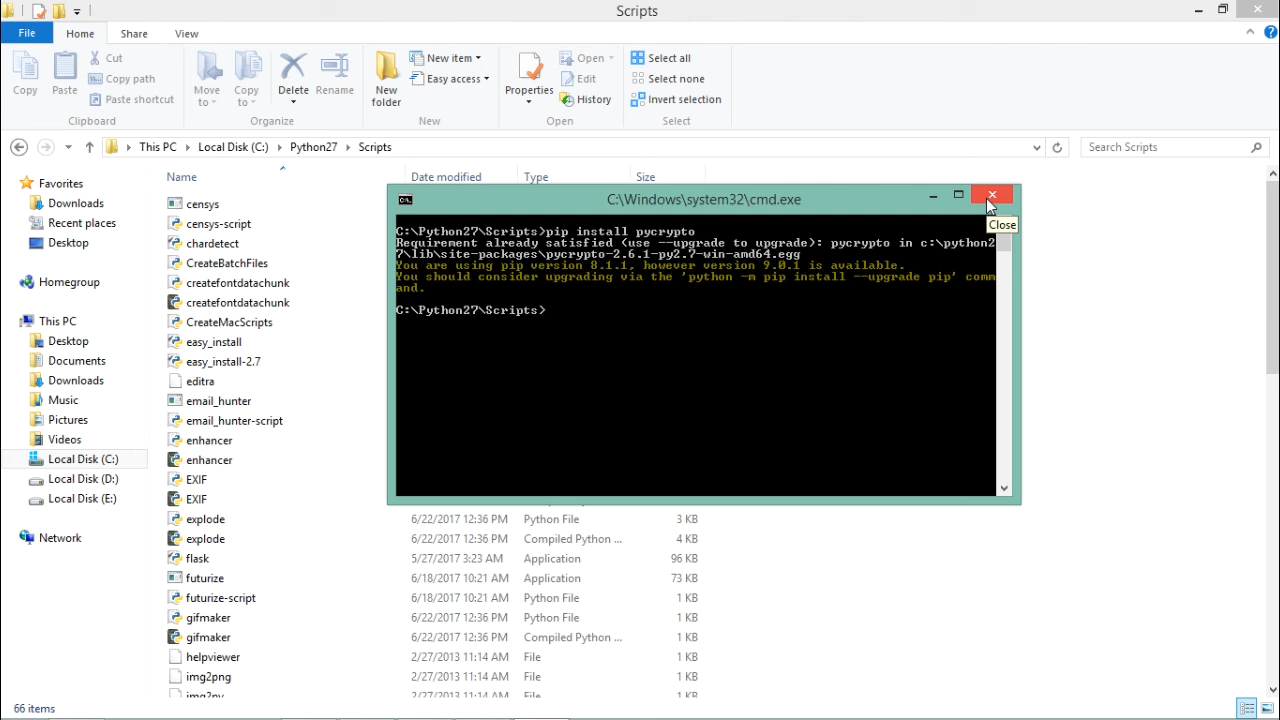 Scripts
File Home Share View
Copy
Paste
Cut
Copy path
Paste shortcut
Clipboard
Move to
Copy to
Delete
Rename
Organize
New folder
New item
Easy access
New
Properties
Open
Edit
History
Open
Select all
Select none
Invert selection
Select
This PC Local Disk (C:) Python27 Scripts
Search Scripts
Favorites
Downloads
Recent places
Desktop
Homegroup
This PC
Desktop
Documents
Downloads
Music
Pictures
Videos
Local Disk (C:)
Local Disk (D:)
Local Disk (E:)
Network
Name Date modified Type Size
censys
censys-script
chardetect
CreateBatchFiles
createfontdatachunk
createfontdatachunk
CreateMacScripts
easy_install
easy_install-2.7
editra
email_hunter
email_hunter-script
enhancer
enhancer
EXIF
EXIF
explode 6/22/2017 12:36 PM Python File 3 KB
explode 6/22/2017 12:36 PM Compiled Python ... 4 KB
flask 5/27/2017 3:23 AM Application 96 KB
futurize 6/18/2017 10:21 AM Application 73 KB
futurize-script 6/18/2017 10:21 AM Python File 1 KB
gifmaker 6/22/2017 12:36 PM Python File 1 KB
gifmaker 6/22/2017 12:36 PM Compiled Python ... 1 KB
helpviewer 2/27/2013 11:14 AM File 1 KB
img2png 2/27/2013 11:14 AM File 1 KB
2/27/2013 11:14 AM File 1 KB
C:\Windows\system32\cmd.exe
Close
C:\Python27\Scripts>pip install pycrypto
Requirement already satisfied (use --upgrade to upgrade): pycrypto in c:\python2
7\lib\site-packages\pycrypto-2.6.1-py2.7-win-amd64.egg
You are using pip version 8.1.1, however version 9.0.1 is available.
You should consider upgrading via the 'python -m pip install --upgrade pip' comm
and.
C:\Python27\Scripts>
66 items